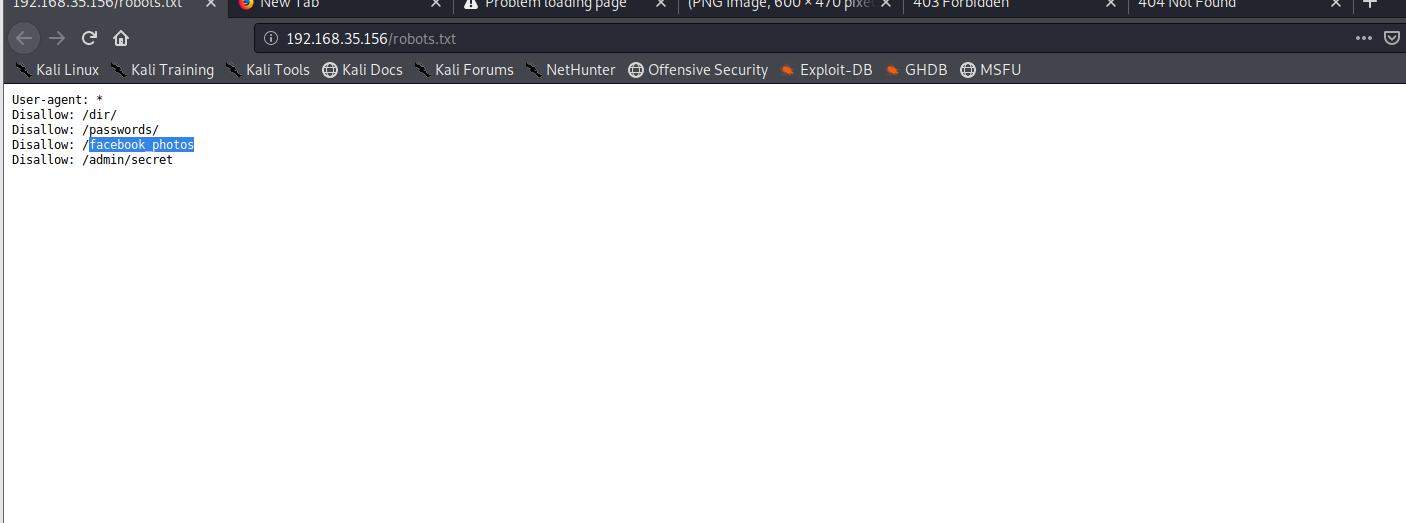 192.168.35.156/robots.txt
New Tab
Problem loading page
(PNG Image, 600 × 470 pixe
403 Forbidden
404 Not Found
192.168.35.156/robots.txt
Kali Linux Kali Training Kali Tools Kali Docs Kali Forums NetHunter Offensive Security Exploit-DB GHDB MSFU
User-agent: *
Disallow: /dir/
Disallow: /passwords/
Disallow: /facebook_photos
Disallow: /admin/secret